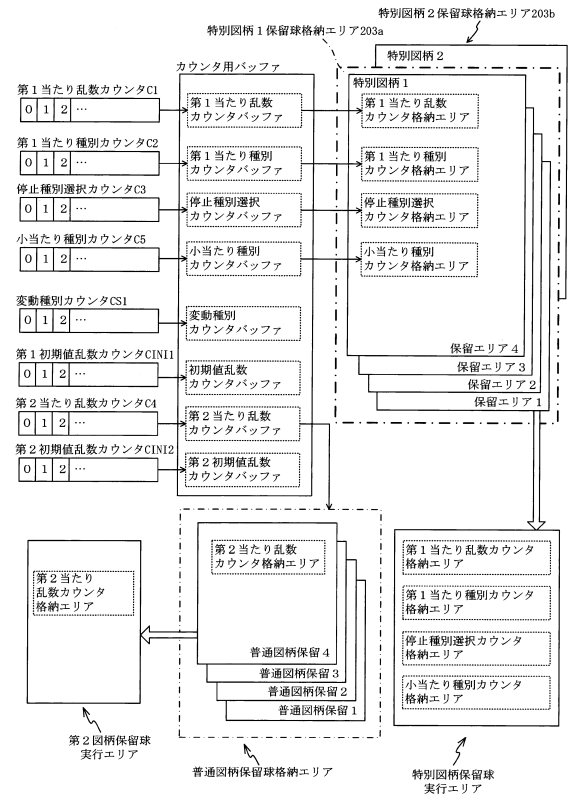 特別図柄２保留球格納エリア203b
特別図柄１保留球格納エリア203a
特別図柄２
カウンタ用バッファ
特別図柄１
第１当たり乱数カウンタC1
0 1 2 …
第１当たり乱数
カウンタバッファ
第１当たり乱数
カウンタ格納エリア
第１当たり種別カウンタC2
0 1 2 …
第１当たり種別
カウンタバッファ
第１当たり種別
カウンタ格納エリア
停止種別選択カウンタC3
0 1 2 …
停止種別選択
カウンタバッファ
停止種別選択
カウンタ格納エリア
小当たり種別カウンタC5
0 1 2 …
小当たり種別
カウンタバッファ
小当たり種別
カウンタ格納エリア
変動種別カウンタCS1
0 1 2 …
変動種別
カウンタバッファ
第１初期値乱数カウンタCINI1
0 1 2 …
初期値乱数
カウンタバッファ
第２当たり乱数カウンタC4
0 1 2 …
第２当たり乱数
カウンタバッファ
第２初期値乱数カウンタCINI2
0 1 2 …
第２初期値乱数
カウンタバッファ
保留エリア４
保留エリア３
保留エリア２
保留エリア１
第２当たり
乱数カウンタ
格納エリア
第２図柄保留球
実行エリア
第２当たり乱数
カウンタ格納エリア
普通図柄保留４
普通図柄保留３
普通図柄保留２
普通図柄保留１
普通図柄保留球格納エリア
第１当たり乱数カウンタ
格納エリア
第１当たり種別カウンタ
格納エリア
停止種別選択カウンタ
格納エリア
小当たり種別カウンタ
格納エリア
特別図柄保留球
実行エリア